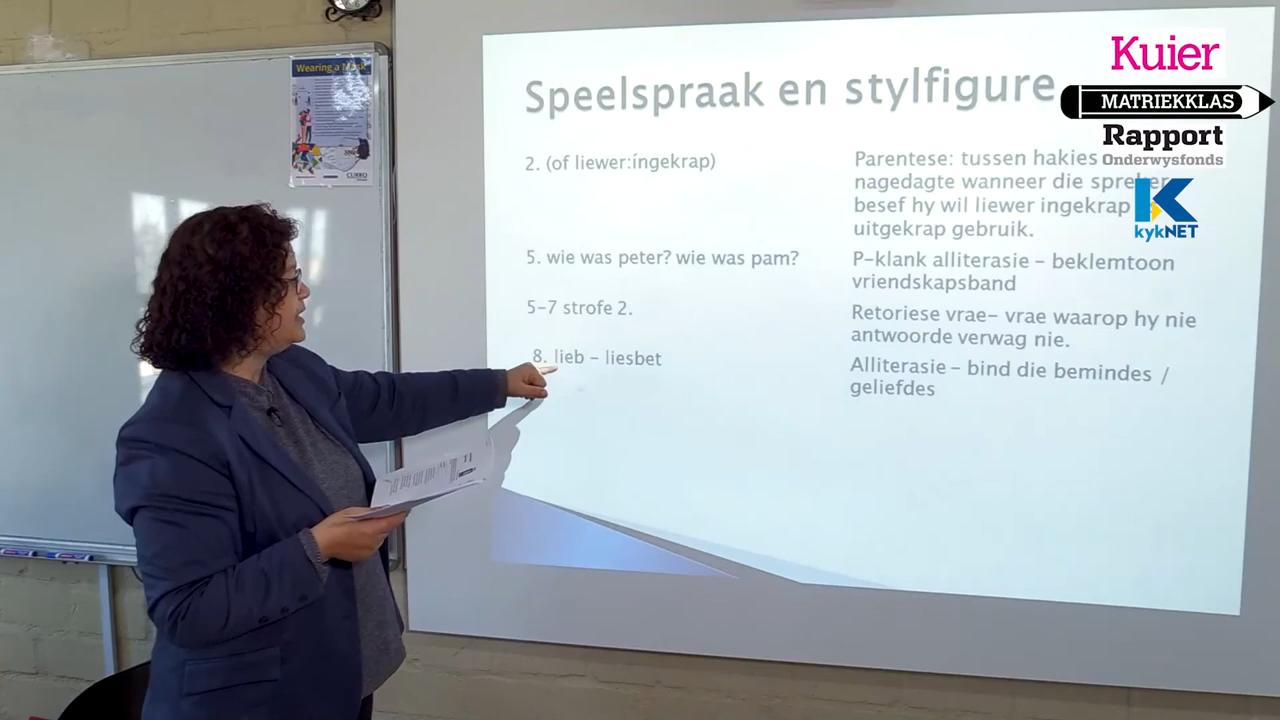 Wearing a Mask
CURRO
Speelspraak en stylfigure
2. (of liewer:íngekrap)
Parentese: tussen hakies
nagedagte wanneer die spreker
besef hy wil liewer ingekrap
uitgekrap gebruik.
5. wie was peter? wie was pam?
P-klank alliterasie - beklemtoon
vriendskapsband
5-7 strofe 2.
Retoriese vrae- vrae waarop hy nie
antwoorde verwag nie.
8. lieb - liesbet
Alliterasie - bind die bemindes /
geliefdes
Kuier
MATRIEKKLAS
Rapport
Onderwysfonds
kykNET